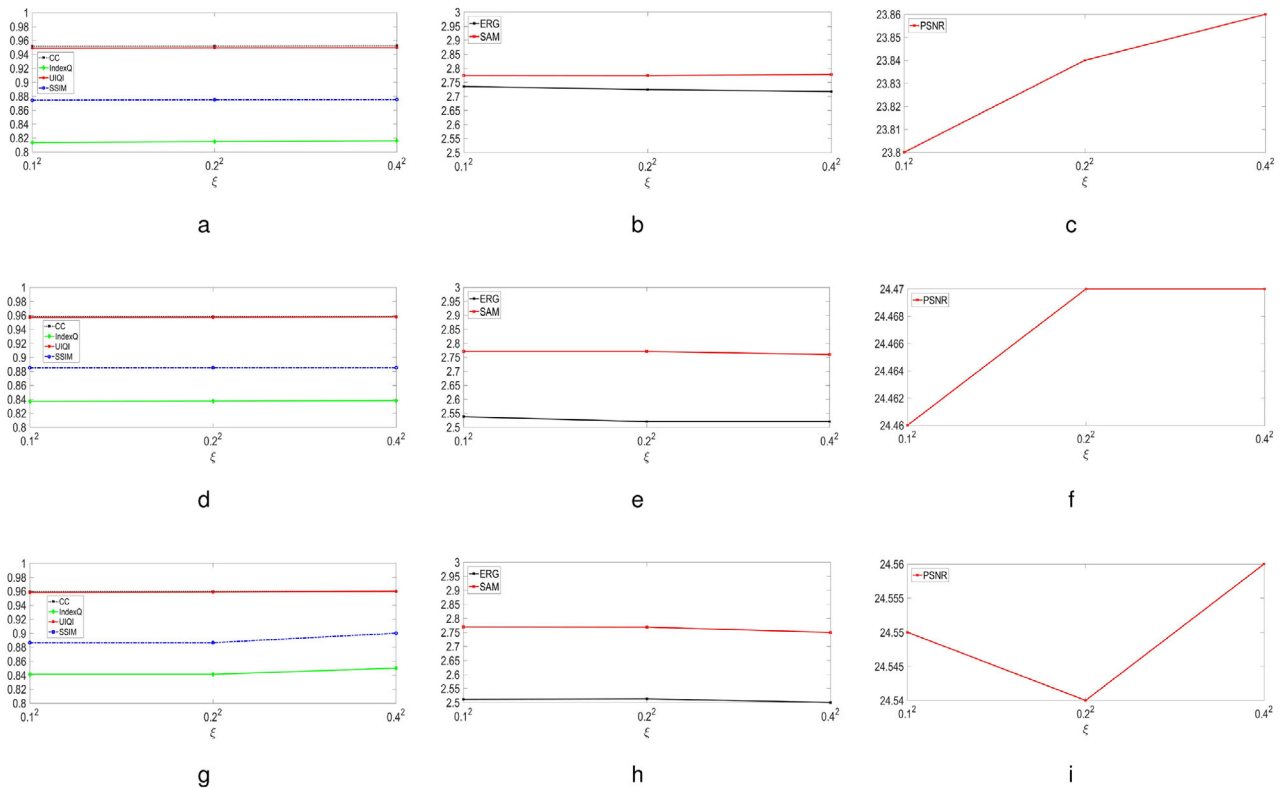 1
0.96
0.94
0.92
0.88
0.86
0.82
0.8
CC
IndexQ
UIQI
SSIM
0.1² 0.2² 0.4²
ξ
a
3
2.95
2.9
2.85
2.8
2.75
2.7
2.65
2.6
2.55
2.5
ERG
SAM
0.1² 0.2² 0.4²
ξ
b
23.86
23.85
23.84
23.83
23.82
23.81
23.8
PSNR
0.1² 0.2² 0.4²
ξ
c
1
0.98
0.96
0.94
0.92
0.9
0.88
0.86
0.84
0.82
0.8
CC
IndexQ
UIQI
SSIM
0.1² 0.2² 0.4²
ξ
d
3
2.95
2.9
2.85
2.8
2.75
2.7
2.65
2.6
2.55
2.5
ERG
SAM
0.1² 0.2² 0.4²
ξ
e
24.47
24.468
24.464
24.462
24.46
PSNR
0.1² 0.2² 0.4²
ξ
f
1
0.98
0.96
0.94
0.92
0.9
0.88
0.86
0.84
0.82
0.8
CC
IndexQ
UIQI
SSIM
0.1² 0.2² 0.4²
ξ
g
3
2.95
2.9
2.85
2.8
2.75
2.7
2.65
2.6
2.55
2.5
ERG
SAM
0.1² 0.2² 0.4²
ξ
h
24.56
24.555
24.55
24.545
24.54
PSNR
0.1² 0.2² 0.4²
ξ
i